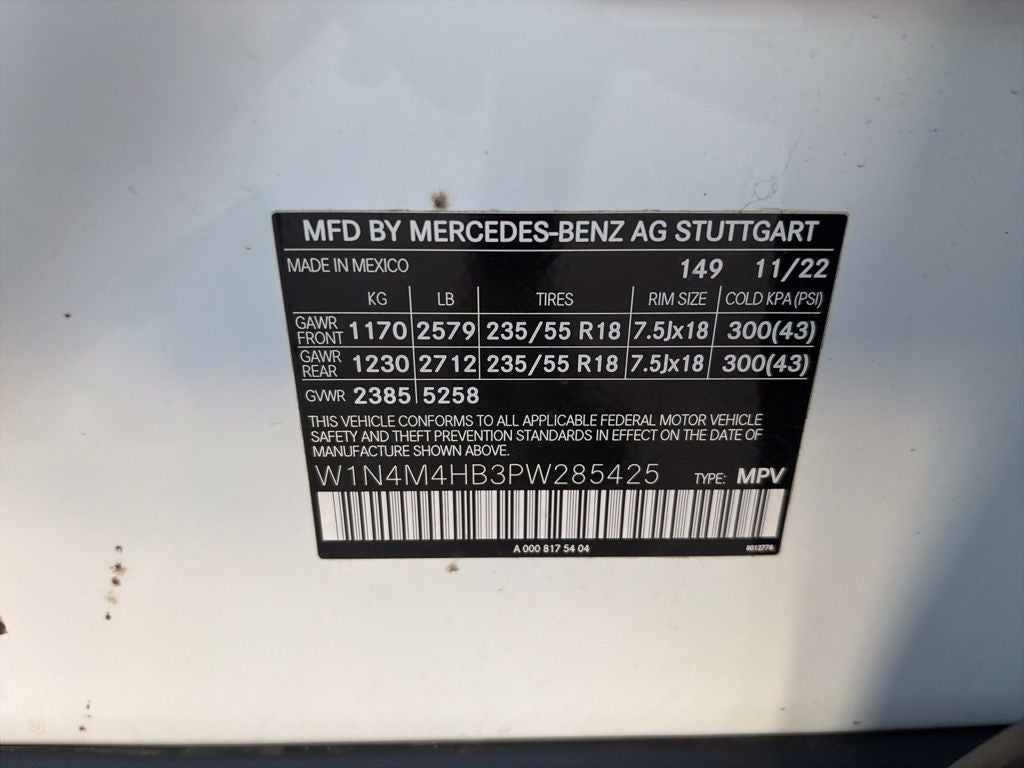 MFD BY MERCEDES-BENZ AG STUTTGART
MADE IN MEXICO 149 11/22
KG LB TIRES RIM SIZE COLD KPA (PSI)
GAWR FRONT 1170 2579 235/55 R18 7.5Jx18 300(43)
GAWR REAR 1230 2712 235/55 R18 7.5Jx18 300(43)
GVWR 2385 5258
THIS VEHICLE CONFORMS TO ALL APPLICABLE FEDERAL MOTOR VEHICLE
SAFETY AND THEFT PREVENTION STANDARDS IN EFFECT ON THE DATE OF
MANUFACTURE SHOWN ABOVE.
W1N4M4HB3PW285425 TYPE: MPV
A 000 817 54 04